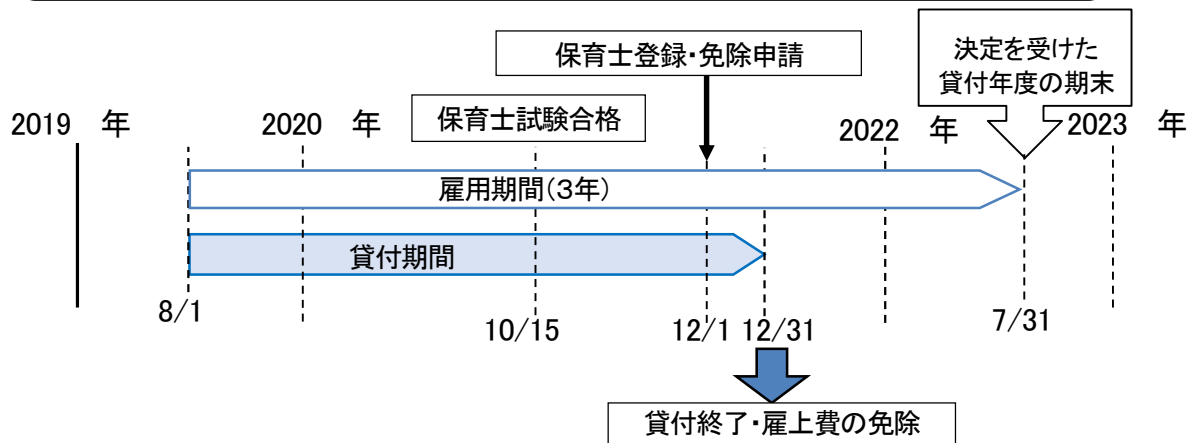 保育士登録・免除申請
決定を受けた
貸付年度の期末
2019 年
2020 年
保育士試験合格
2022 年
2023 年
雇用期間(3年)
貸付期間
8/1
10/15
12/1
12/31
7/31
貸付終了・雇上費の免除